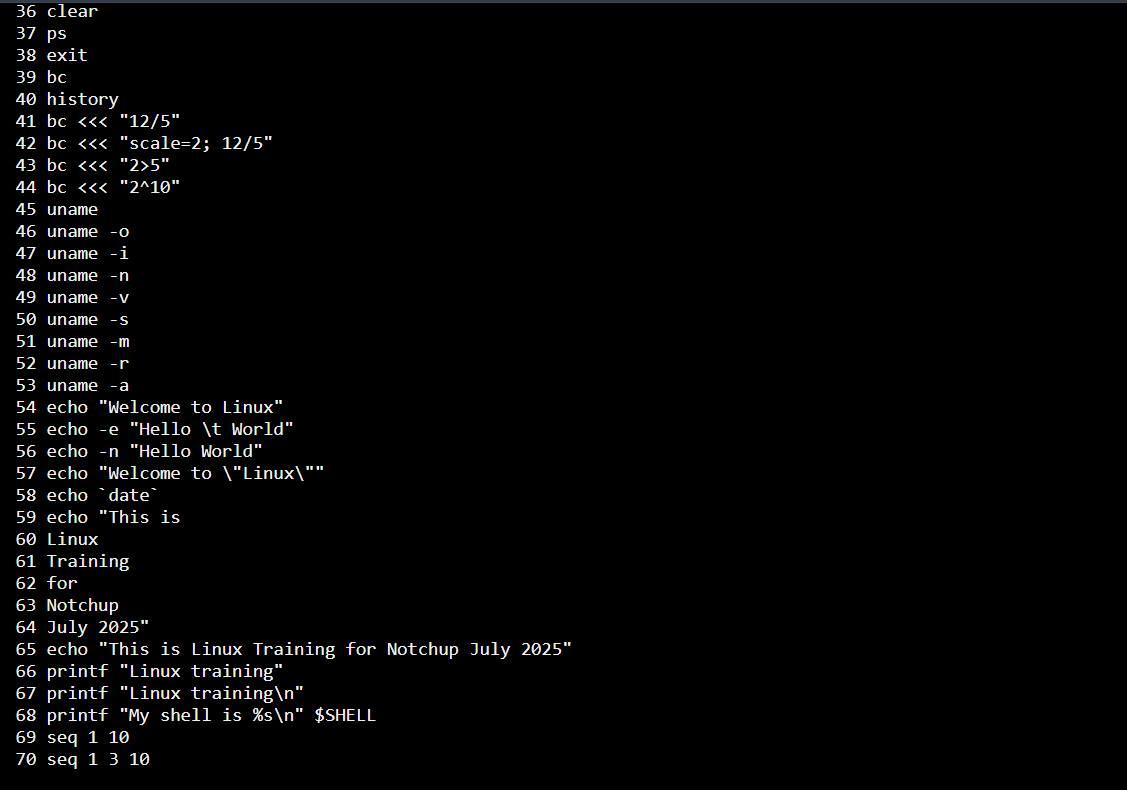 36 clear
37 ps
38 exit
39 bc
40 history
41 bc <<< "12/5"
42 bc <<< "scale=2; 12/5"
43 bc <<< "2>5"
44 bc <<< "2^10"
45 uname
46 uname -o
47 uname -i
48 uname -n
49 uname -v
50 uname -s
51 uname -m
52 uname -r
53 uname -a
54 echo "Welcome to Linux"
55 echo -e "Hello \t World"
56 echo -n "Hello World"
57 echo "Welcome to \"Linux\""
58 echo `date`
59 echo "This is
60 Linux
61 Training
62 for
63 Notchup
64 July 2025"
65 echo "This is Linux Training for Notchup July 2025"
66 printf "Linux training"
67 printf "Linux training\n"
68 printf "My shell is %s\n" $SHELL
69 seq 1 10
70 seq 1 3 10